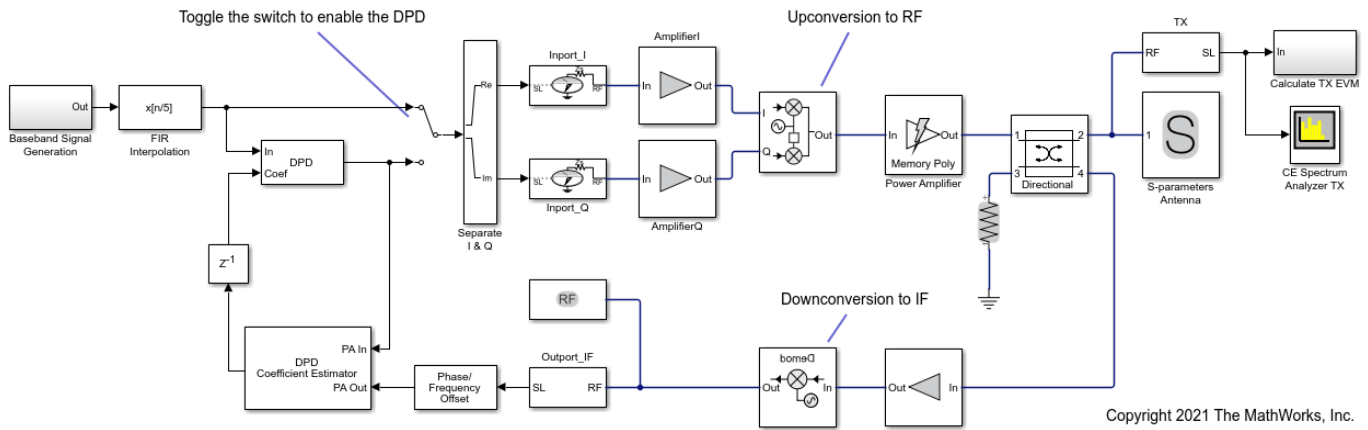 Toggle the switch to enable the DPD
Upconversion to RF
TX
RF
SL
In
Calculate TX EVM
Out
Baseband Signal
Generation
x[n/5]
FIR
Interpolation
In
Coef
DPD
Re
Im
Separate
I & Q
Inport_I
Zs
SL
RF
AmplifierI
In
Out
Inport_Q
Zs
SL
RF
AmplifierQ
In
Out
I
Q
Out
In
Out
Memory Poly
Power Amplifier
1
2
3
4
Directional
1
S
S-parameters
Antenna
CE Spectrum
Analyzer TX
+
−
Z-1
RF
Downconversion to IF
DPD
Coefficient Estimator
PA In
PA Out
Phase/
Frequency
Offset
Outport_IF
SL
RF
Demod
Out
In
Out
In
Copyright 2021 The MathWorks, Inc.